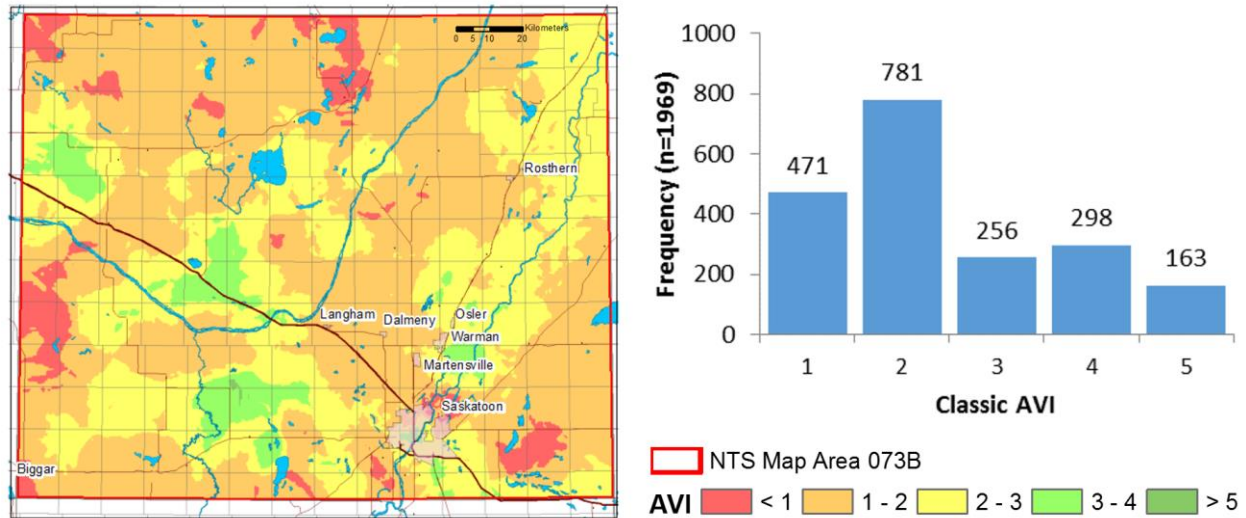 Kilometers
0 5 10 20
Rosthern
Langham
Dalmeny
Osler
Warman
Martensville
Saskatoon
Biggar
Frequency (n=1969)
1000
800
600
400
200
0
471
781
256
298
163
1 2 3 4 5
Classic AVI
NTS Map Area 073B
AVI < 1 1 - 2 2 - 3 3 - 4 > 5